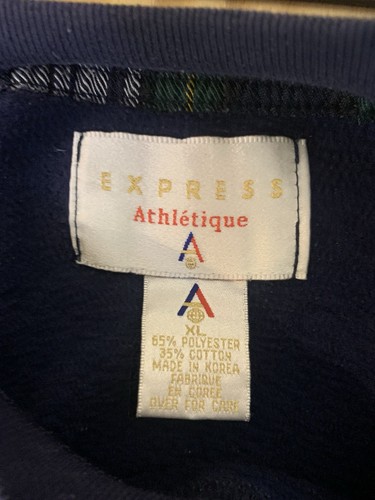 EXPRESS
Athlétique
XL
65% POLYESTER
35% COTTON
MADE IN KOREA
FABRIQUE
EN COREE
OVER FOR CARE